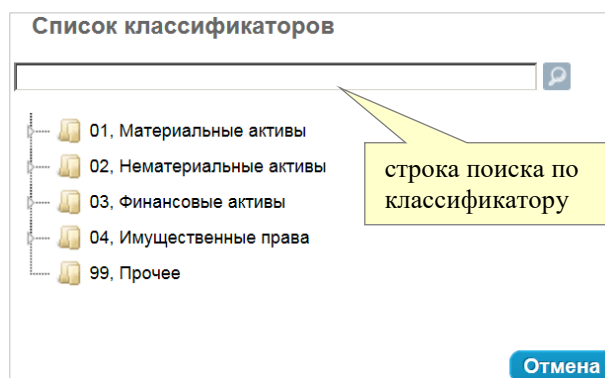 Список классификаторов
01, Материальные активы
02, Нематериальные активы
03, Финансовые активы
04, Имущественные права
99, Прочее
строка поиска по
классификатору
Отмена